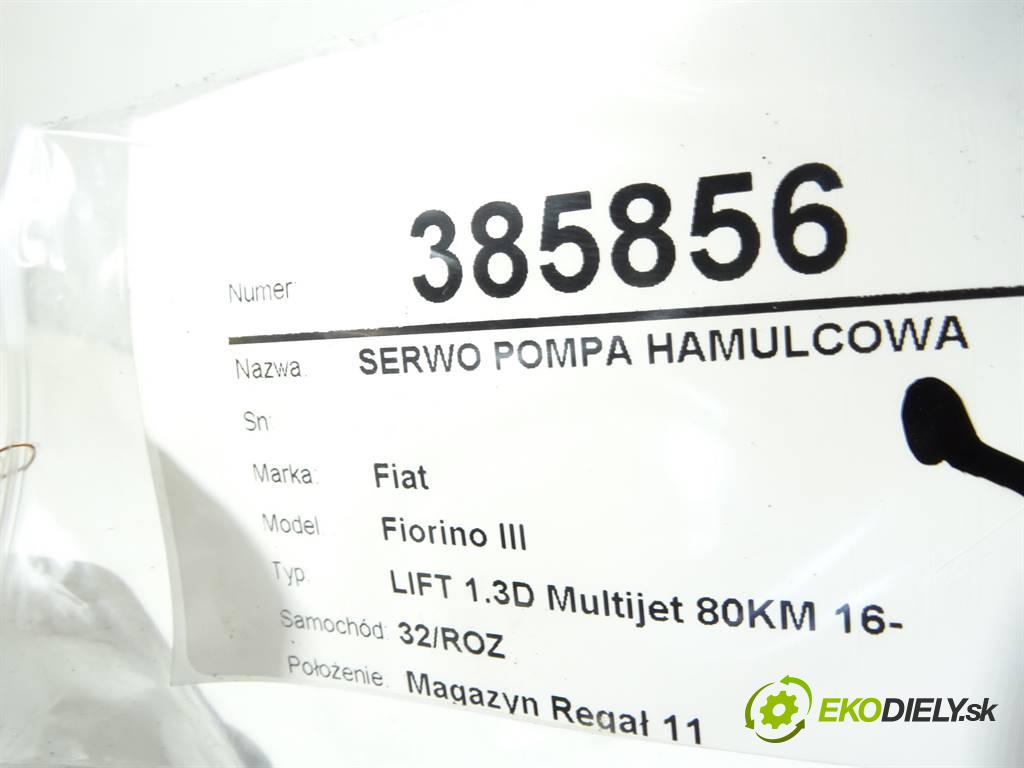 Numer: 385856
Nazwa: SERWO POMPA HAMULCOWA
Sn:
Marka: Fiat
Model: Fiorino III
Typ: LIFT 1.3D Multijet 80KM 16-
Samochód: 32/ROZ
Położenie: Magazyn Regał 11
EKODIELY.sk